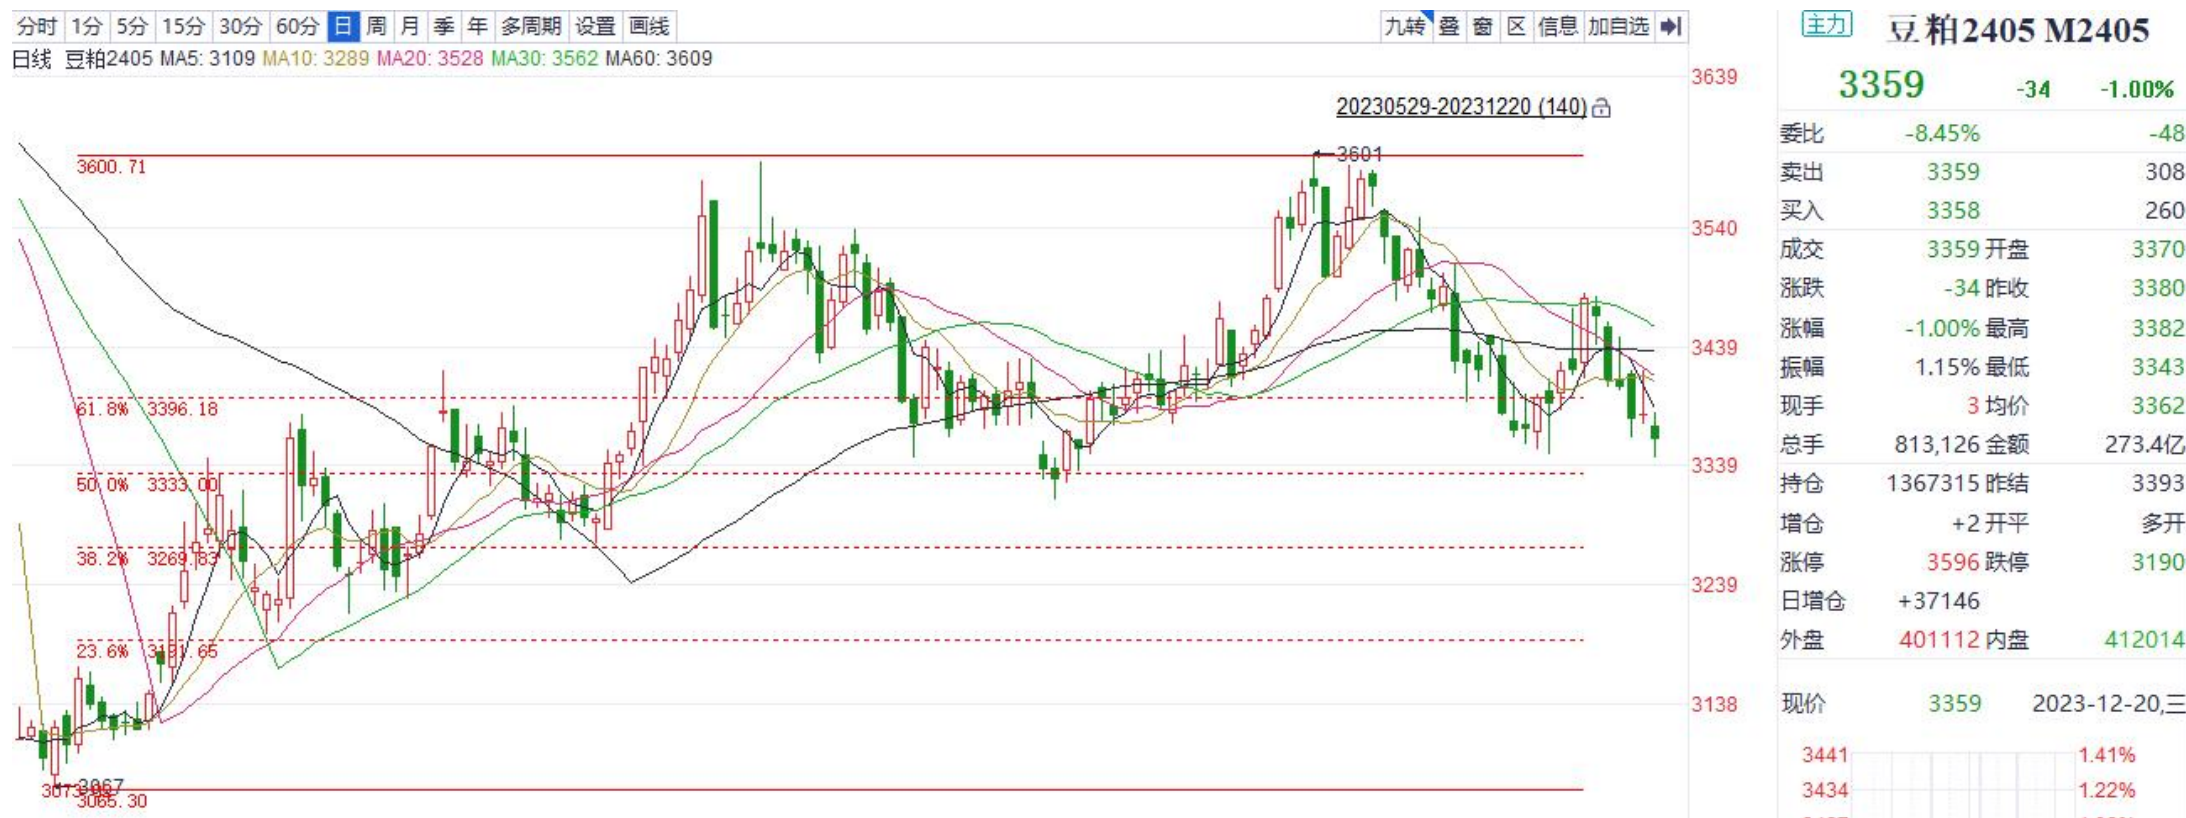 分时 1分 5分 15分 30分 60分 日 周 月 季 年 多周期 设置 画线 九转 叠 窗 区 信息 加自选
日线 豆粕2405 MA5: 3109 MA10: 3289 MA20: 3528 MA30: 3562 MA60: 3609
20230529-20231220 (140)
3639
3600.71
3601
3540
3439
61.8% 3396.18
3339
50.0% 3333.00
38.2% 3269.83
3239
23.6% 3191.65
3138
3067
3065.30
主力 豆粕2405 M2405
3359 -34 -1.00%
委比 -8.45% -48
卖出 3359 308
买入 3358 260
成交 3359 开盘 3370
涨跌 -34 昨收 3380
涨幅 -1.00% 最高 3382
振幅 1.15% 最低 3343
现手 3 均价 3362
总手 813,126 金额 273.4亿
持仓 1367315 昨结 3393
增仓 +2 开平 多开
涨停 3596 跌停 3190
日增仓 +37146
外盘 401112 内盘 412014
现价 3359 2023-12-20,三
3441 1.41%
3434 1.22%